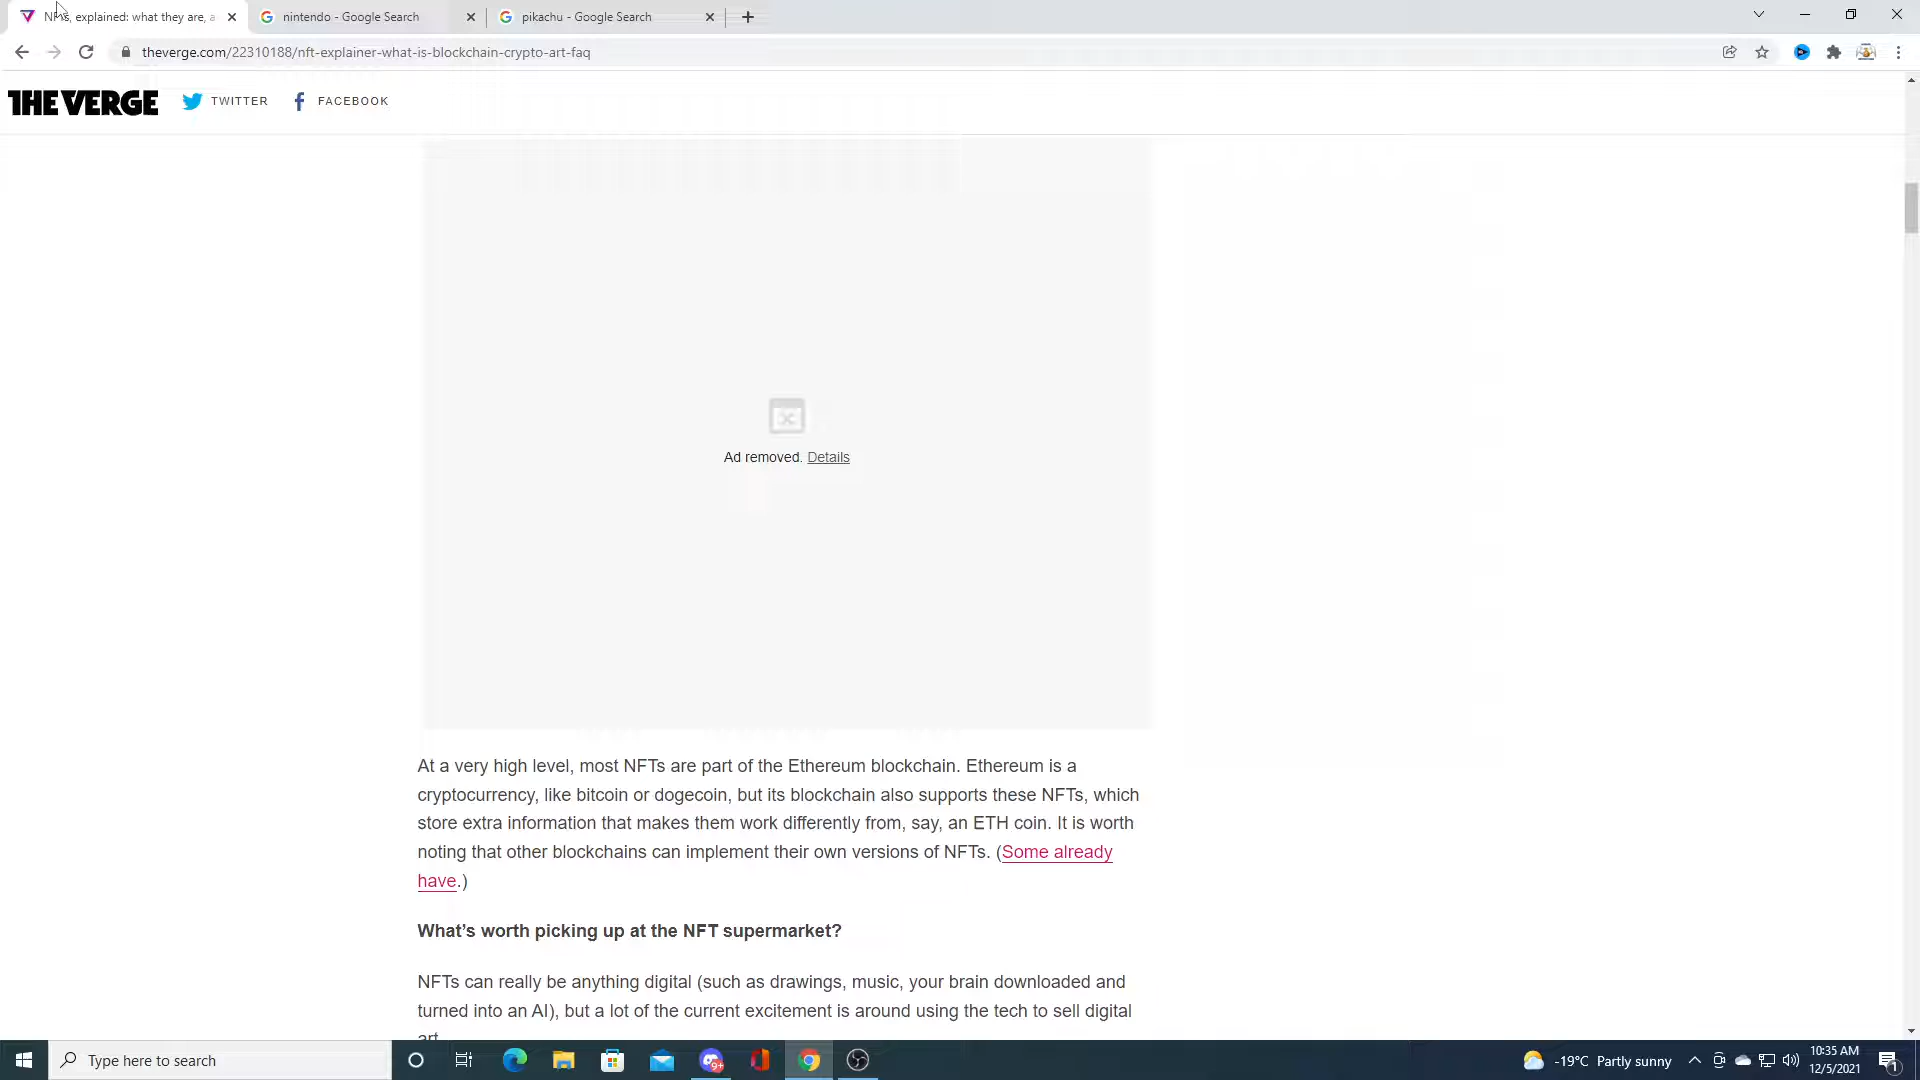 NFTs, explained: what they are, a
nintendo - Google Search
pikachu - Google Search
theverge.com/22310188/nft-explainer-what-is-blockchain-crypto-art-faq
THE VERGE
TWITTER
FACEBOOK
Ad removed. Details
At a very high level, most NFTs are part of the Ethereum blockchain. Ethereum is a
cryptocurrency, like bitcoin or dogecoin, but its blockchain also supports these NFTs, which
store extra information that makes them work differently from, say, an ETH coin. It is worth
noting that other blockchains can implement their own versions of NFTs. (Some already
have.)
What’s worth picking up at the NFT supermarket?
NFTs can really be anything digital (such as drawings, music, your brain downloaded and
turned into an AI), but a lot of the current excitement is around using the tech to sell digital
art.
Type here to search
9+
-19°C Partly sunny
10:35 AM
12/5/2021
1